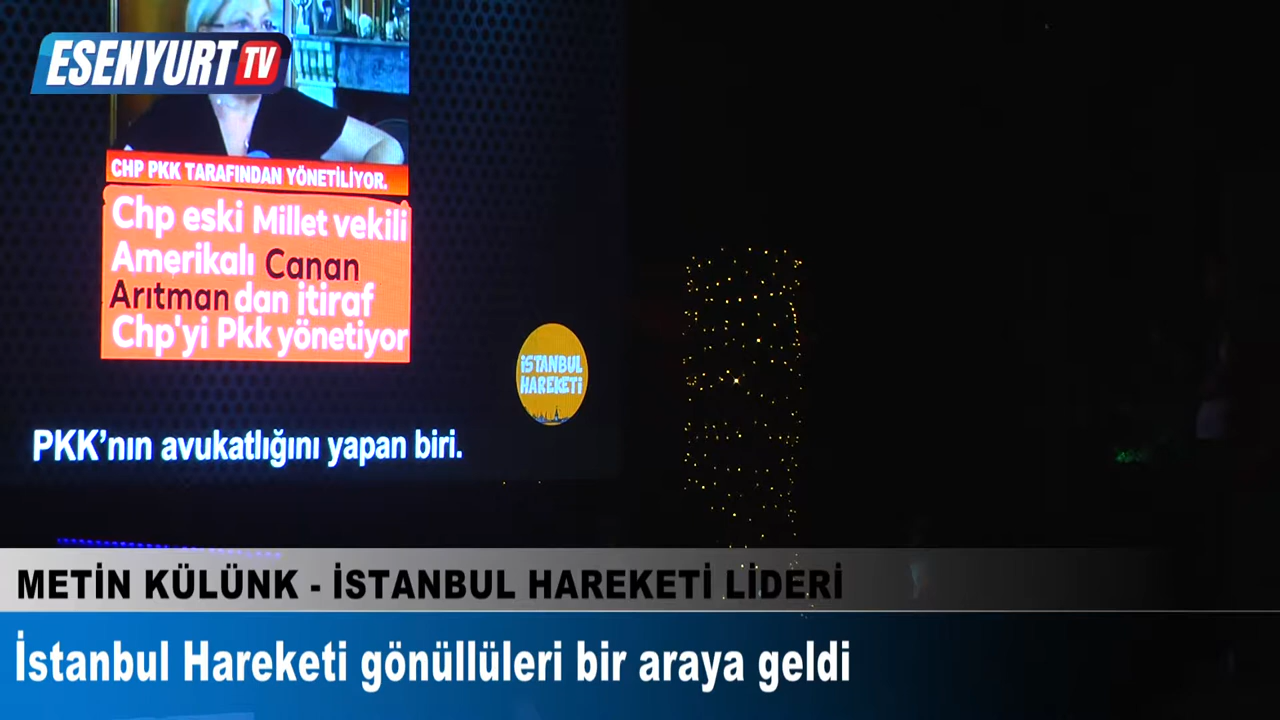 ESENYURT TV
CHP PKK TARAFINDAN YÖNETİLİYOR.
Chp eski Millet vekili
Amerikalı Canan
Arıtman dan itiraf
Chp'yi Pkk yönetiyor
İSTANBUL
HAREKETİ
PKK'nın avukatlığını yapan biri.
METİN KÜLÜNK - İSTANBUL HAREKETİ LİDERİ
İstanbul Hareketi gönüllüleri bir araya geldi